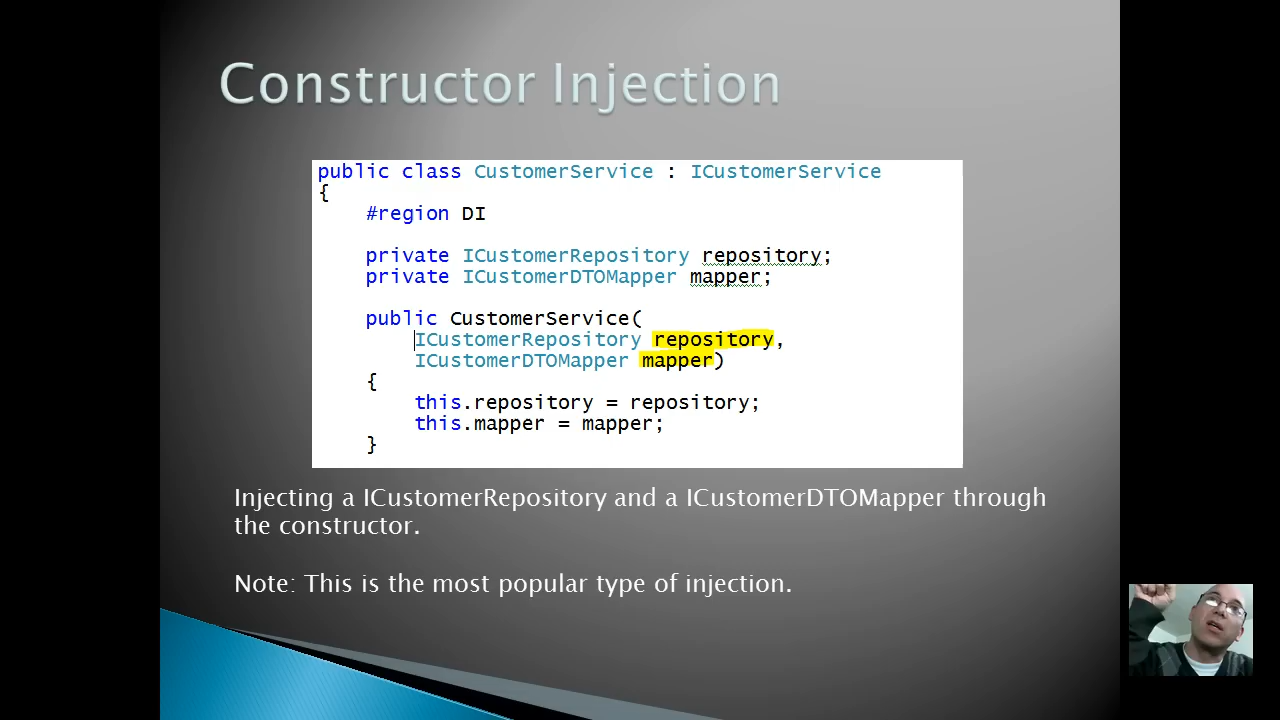 Constructor Injection
public class CustomerService : ICustomerService
{
#region DI
private ICustomerRepository repository;
private ICustomerDTOMapper mapper;
public CustomerService(
ICustomerRepository repository,
ICustomerDTOMapper mapper)
{
this.repository = repository;
this.mapper = mapper;
}
Injecting a ICustomerRepository and a ICustomerDTOMapper through
the constructor.
Note: This is the most popular type of injection.